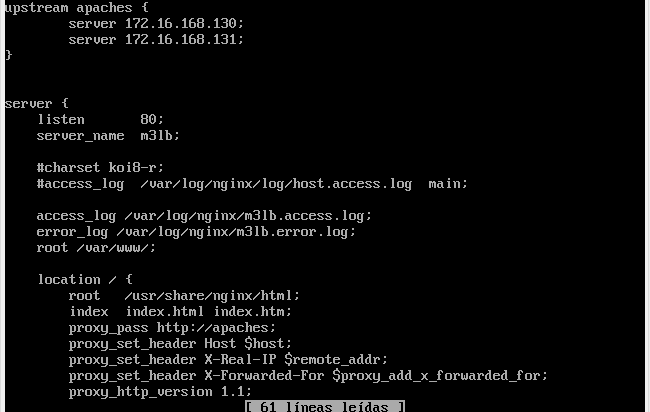 upstream apaches {
        server 172.16.168.130;
        server 172.16.168.131;
}
server {
    listen       80;
    server_name  m3lb;
    #charset koi8-r;
    #access_log  /var/log/nginx/log/host.access.log  main;
    access_log /var/log/nginx/m3lb.access.log;
    error_log /var/log/nginx/m3lb.error.log;
    root /var/www/;
    location / {
        root   /usr/share/nginx/html;
        index  index.html index.htm;
        proxy_pass http://apaches;
        proxy_set_header Host $host;
        proxy_set_header X-Real-IP $remote_addr;
        proxy_set_header X-Forwarded-For $proxy_add_x_forwarded_for;
        proxy_http_version 1.1;
[ 61 líneas leídas ]